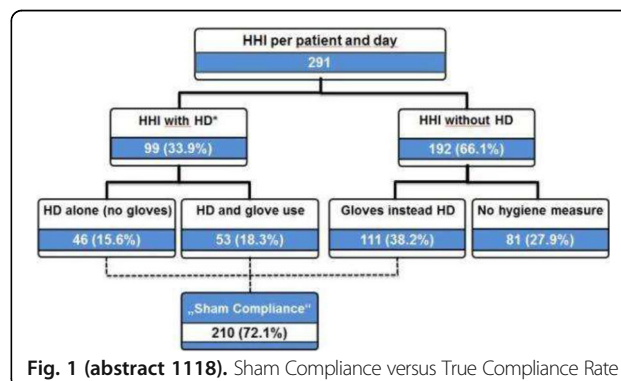 HHI per patient and day
291
HHI with HD*
99 (33.9%)
HHI without HD
192 (66.1%)
HD alone (no gloves)
46 (15.6%)
HD and glove use
53 (18.3%)
Gloves instead HD
111 (38.2%)
No hygiene measure
81 (27.9%)
„Sham Compliance“
210 (72.1%)
Fig. 1 (abstract 1118). Sham Compliance versus True Compliance Rate